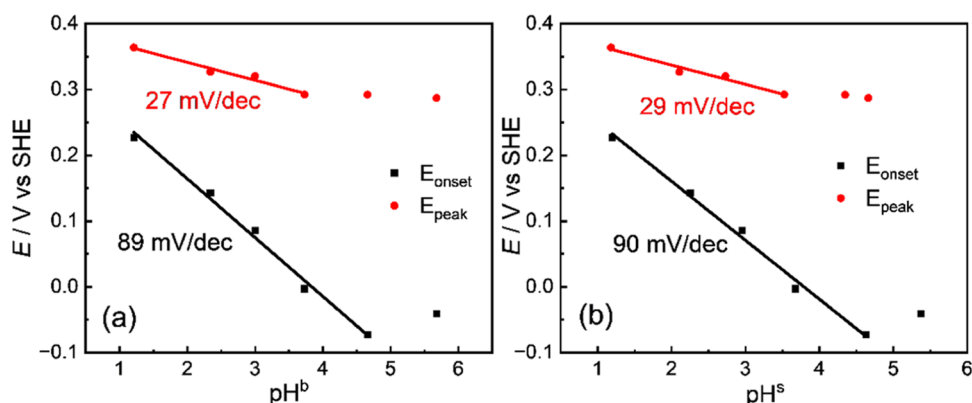 0.4
0.3
0.2
0.1
0.0
−0.1
E / V vs SHE
27 mV/dec
89 mV/dec
E_onset
E_peak
(a)
1 2 3 4 5 6
pH^b
0.4
0.3
0.2
0.1
0.0
−0.1
E / V vs SHE
29 mV/dec
90 mV/dec
E_onset
E_peak
(b)
1 2 3 4 5 6
pH^s